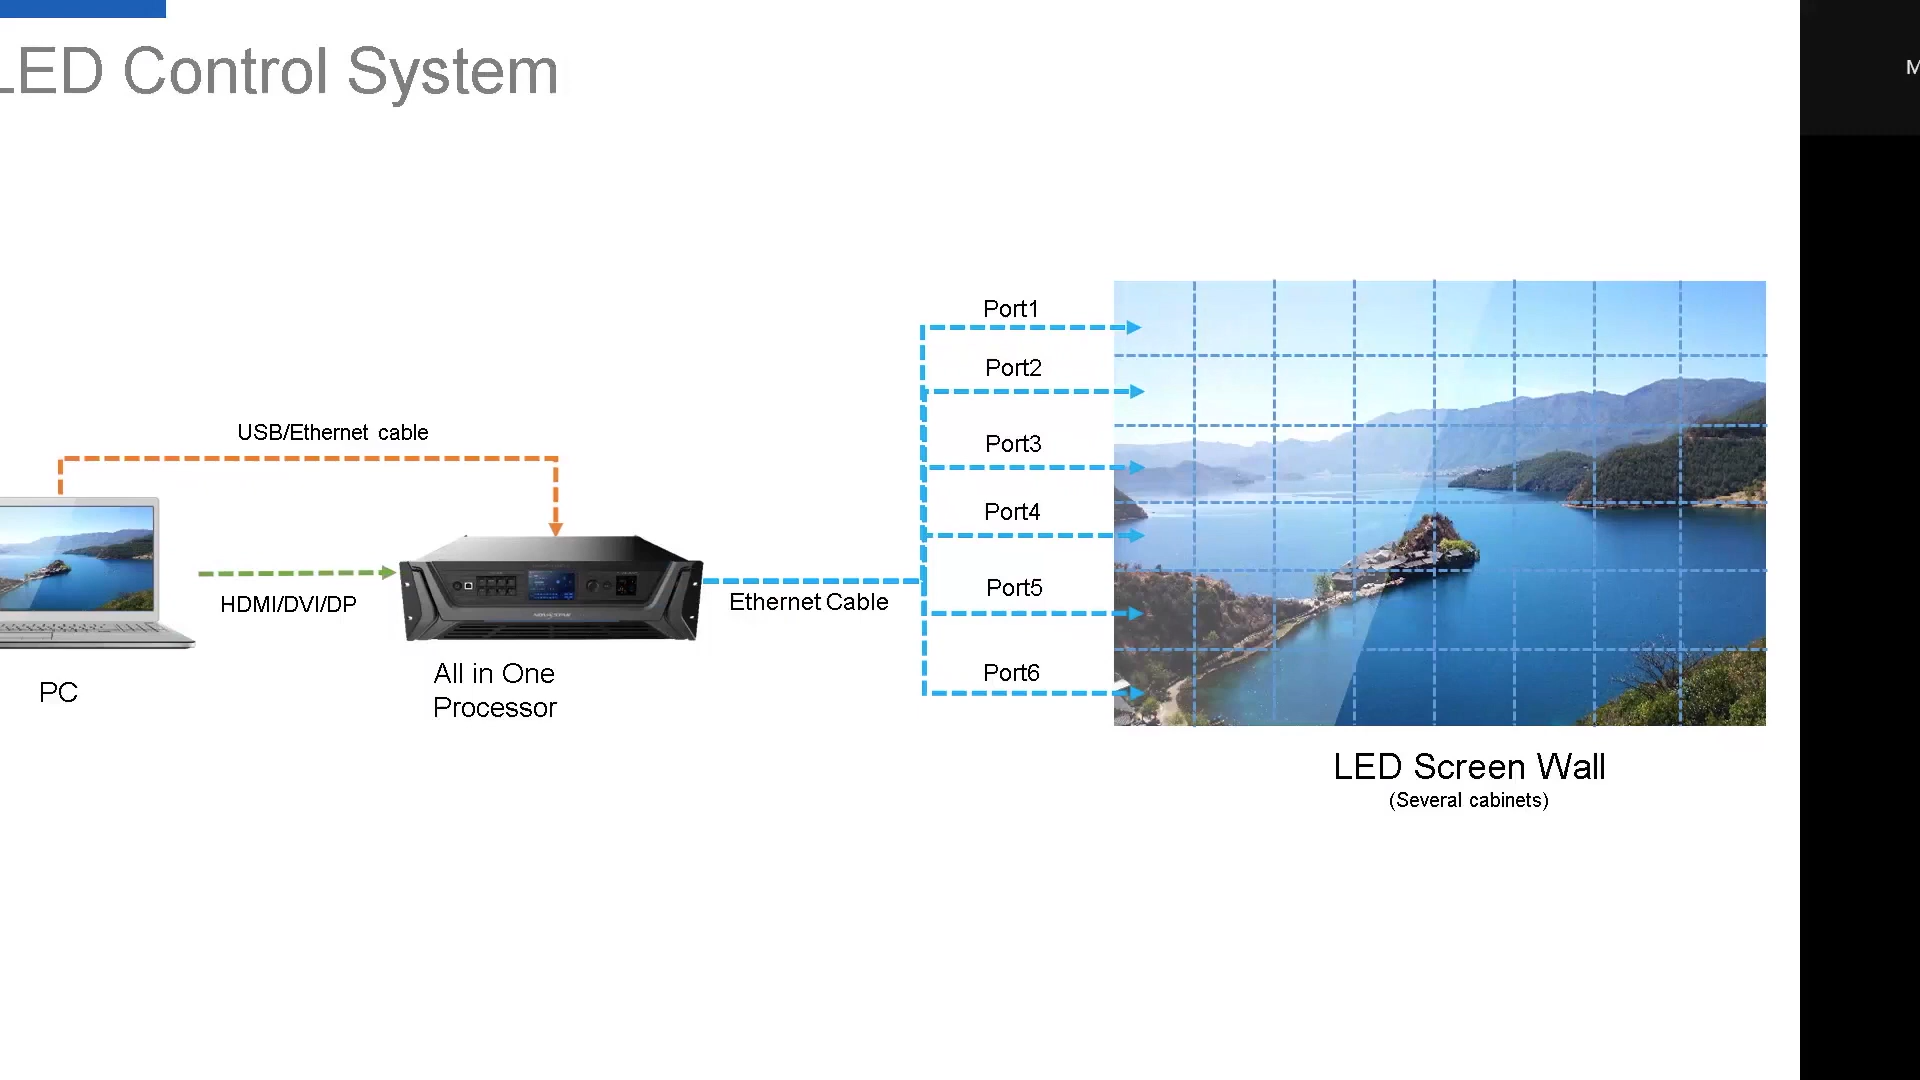 LED Control System
M
Port1
Port2
USB/Ethernet cable
Port3
Port4
HDMI/DVI/DP
Ethernet Cable
Port5
All in One
Processor
PC
Port6
LED Screen Wall
(Several cabinets)